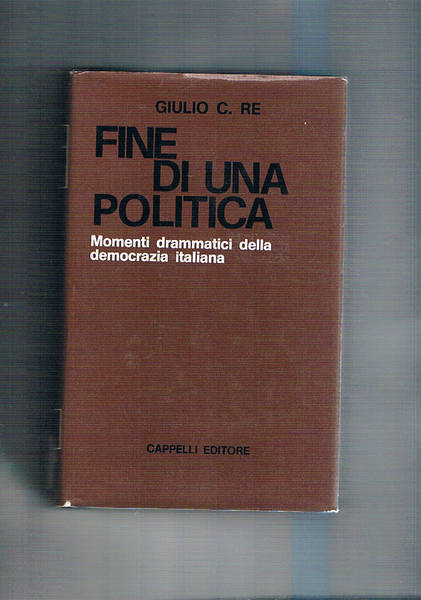 GIULIO C. RE
FINE
DI UNA
POLITICA
Momenti drammatici della
democrazia italiana
CAPPELLI EDITORE